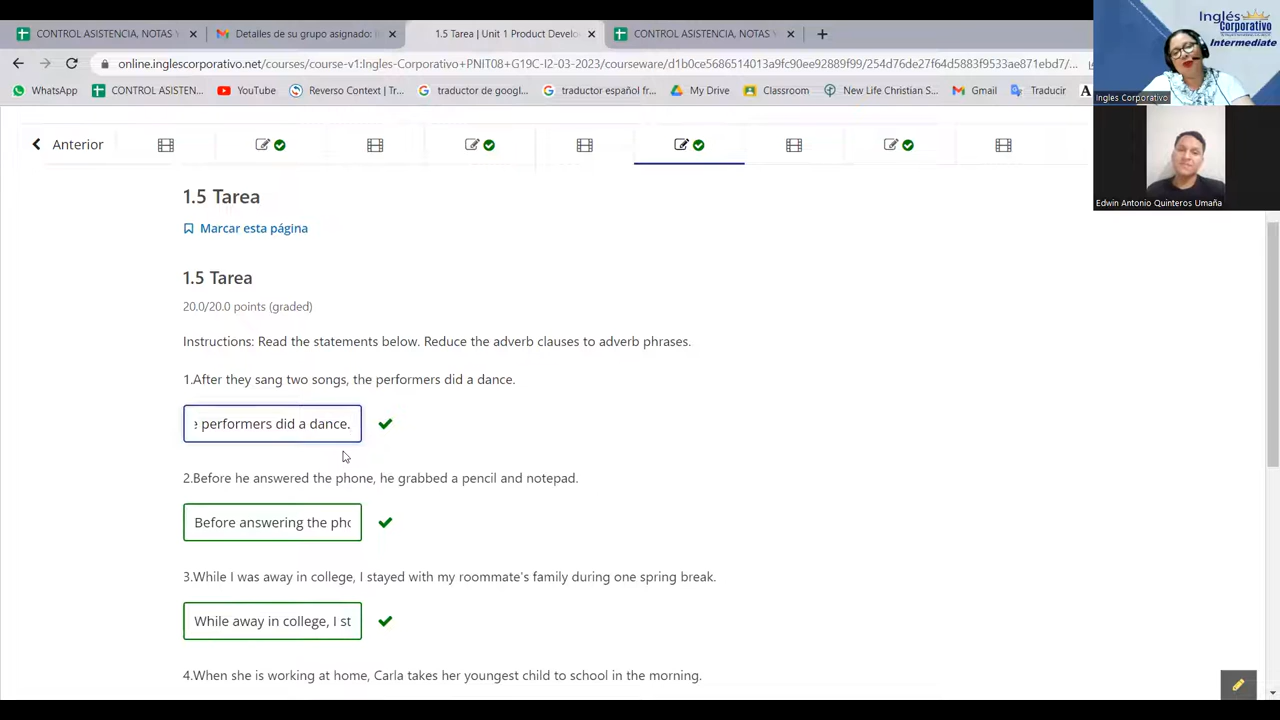 CONTROL ASISTENCIA, NOTAS Y
Detalles de su grupo asignado: i
1.5 Tarea | Unit 1 Product Develo
CONTROL ASISTENCIA, NOTAS Y
online.inglescorporativo.net/courses/course-v1:Ingles-Corporativo+PNITQI+G19C-I2-03-2023/courseware/d1b0ce5686514013a9fc90ee92889f99/254d76de27f64d5883f9533ae871ebd7/...
WhatsApp
CONTROL ASISTEN...
YouTube
Reverso Context | Tr...
traductor de googl...
traductor español fr...
My Drive
Classroom
New Life Christian S...
Gmail
Traducir
Inglés
Corporativo
Intermediate
Ingles Corporativo
Edwin Antonio Quinteros Umaña
Anterior
1.5 Tarea
Marcar esta página
1.5 Tarea
20.0/20.0 points (graded)
Instructions: Read the statements below. Reduce the adverb clauses to adverb phrases.
1.After they sang two songs, the performers did a dance.
performers did a dance.
2.Before he answered the phone, he grabbed a pencil and notepad.
Before answering the pho
3.While I was away in college, I stayed with my roommate's family during one spring break.
While away in college, I st
4.When she is working at home, Carla takes her youngest child to school in the morning.